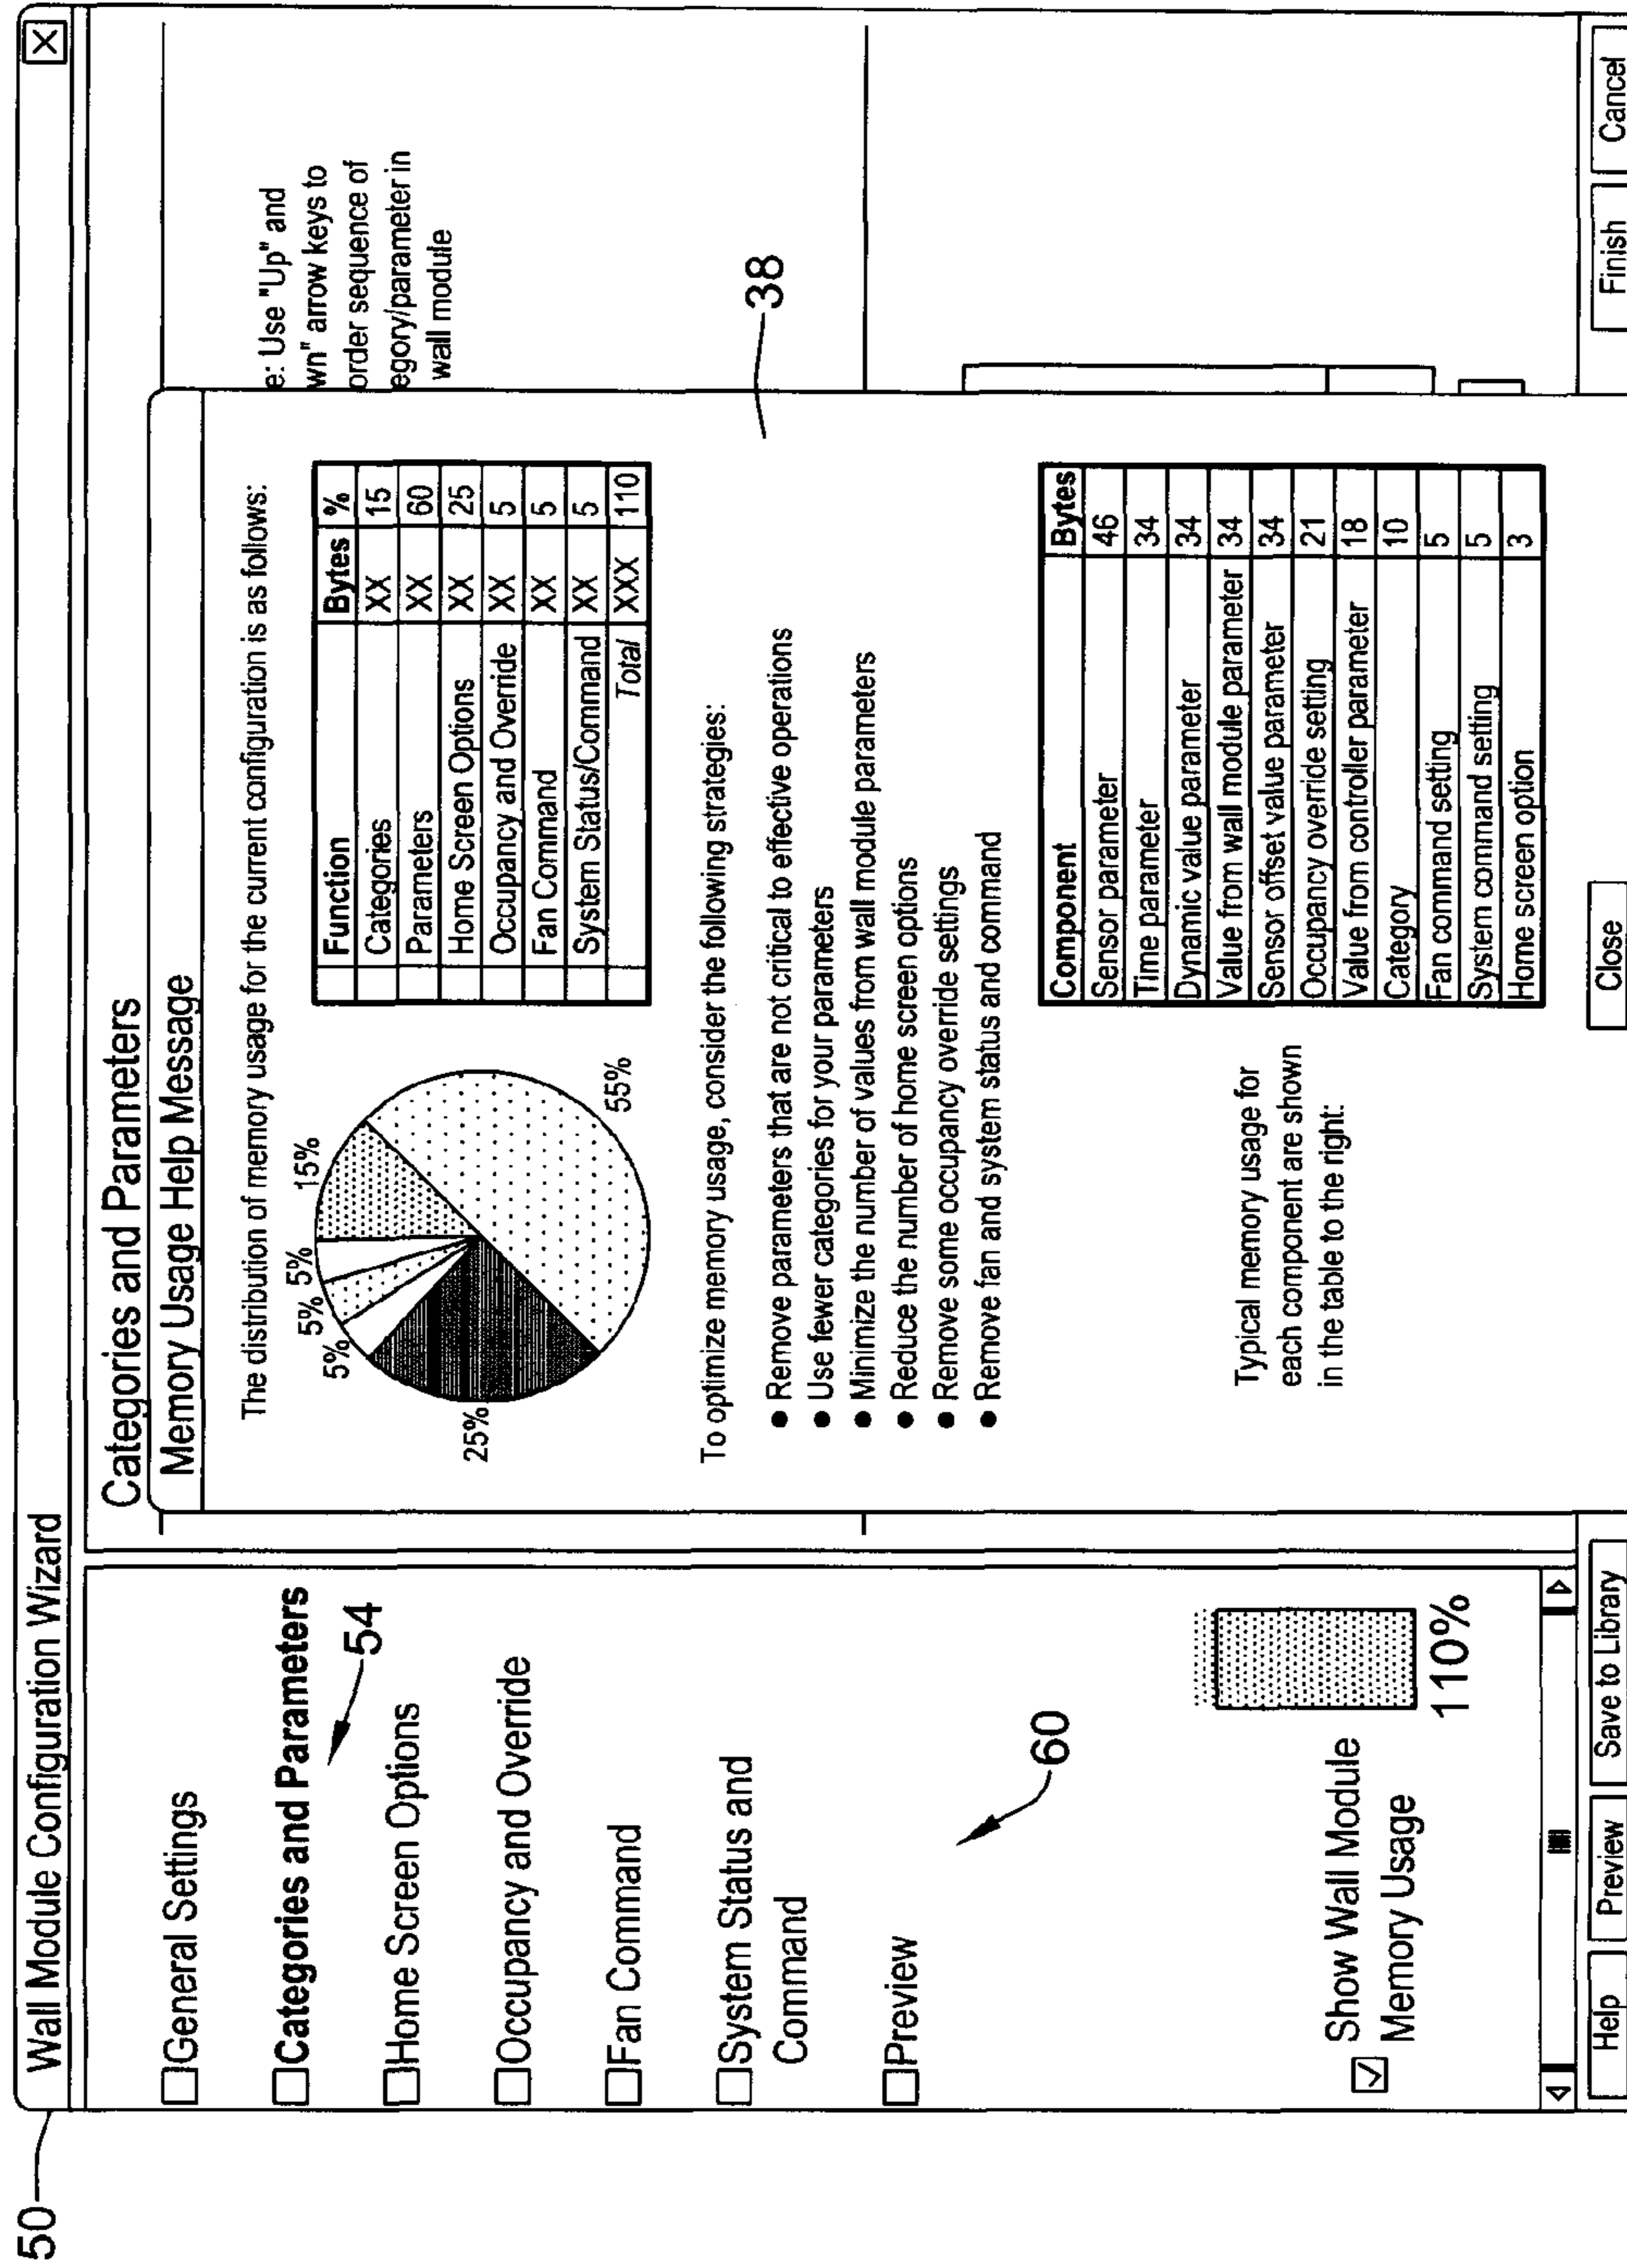 50
Wall Module Configuration Wizard
X
General Settings
Categories and Parameters
54
Home Screen Options
Occupancy and Override
Fan Command
System Status and
Command
Preview
60
Show Wall Module
Memory Usage
110%
Categories and Parameters
Memory Usage Help Message
The distribution of memory usage for the current configuration is as follows:
25%
5%
5%
5%
15%
55%
Function Bytes %
Categories XX 15
Parameters XX 60
Home Screen Options XX 25
Occupancy and Override XX 5
Fan Command XX 5
System Status/Command XX 5
Total XXX 110
To optimize memory usage, consider the following strategies:
● Remove parameters that are not critical to effective operations
● Use fewer categories for your parameters
● Minimize the number of values from wall module parameters
● Reduce the number of home screen options
● Remove some occupancy override settings
● Remove fan and system status and command
38
Typical memory usage for
each component are shown
in the table to the right:
Component Bytes
Sensor parameter 46
Time parameter 34
Dynamic value parameter 34
Value from wall module parameter 34
Sensor offset value parameter 34
Occupancy override setting 21
Value from controller parameter 18
Category 10
Fan command setting 5
System command setting 5
Home screen option 3
e: Use "Up" and
wn" arrow keys to
order sequence of
egory/parameter in
wall module
Help Preview Save to Library Close Finish Cancel